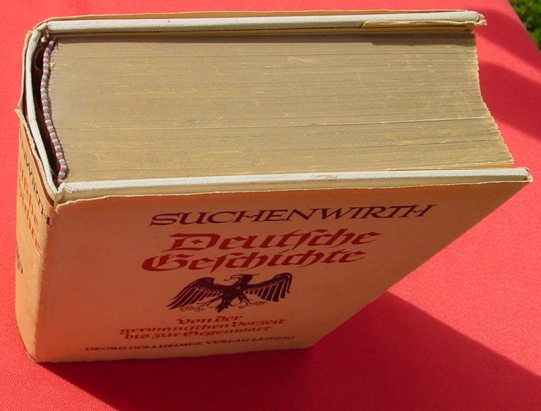 SUCHENWIRTH
Deutsche
Geschichte
Von der
germanischen Vorzeit
bis zur Gegenwart
GEORG DOLLHEIMER VERLAG LEIPZIG